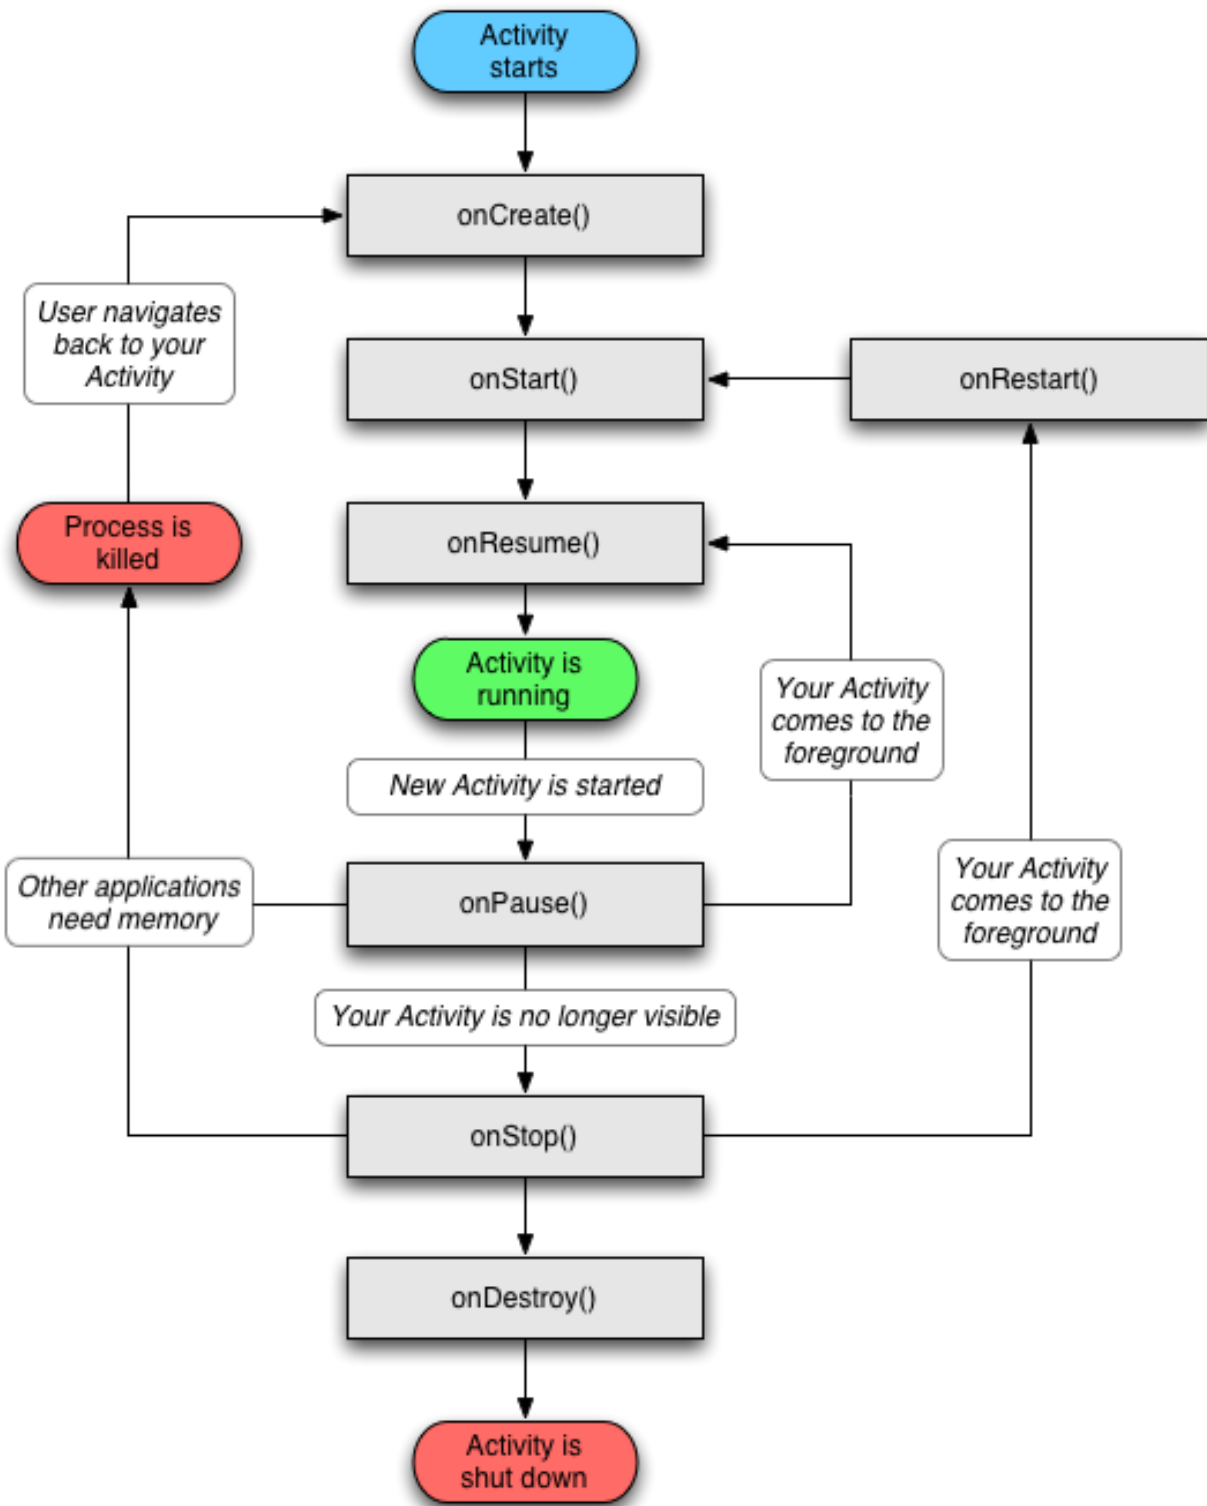 Activity
starts
onCreate()
User navigates
back to your
Activity
onStart()
onRestart()
Process is
killed
onResume()
Activity is
running
Your Activity
comes to the
foreground
New Activity is started
Other applications
need memory
onPause()
Your Activity
comes to the
foreground
Your Activity is no longer visible
onStop()
onDestroy()
Activity is
shut down